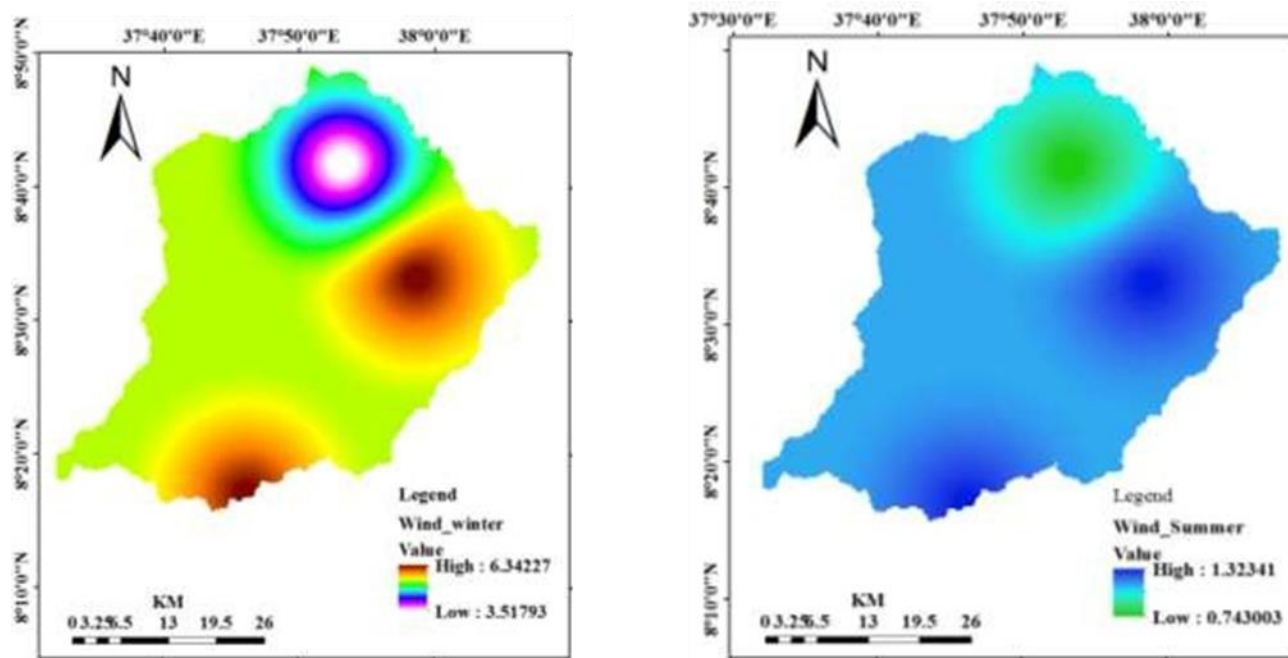 37°40'0"E 37°50'0"E 38°0'0"E
8°50'0"N
N
8°40'0"N
8°30'0"N
8°20'0"N
8°10'0"N
Legend
Wind_winter
Value
High : 6.34227
Low : 3.51793
KM
0 3.25 6.5 13 19.5 26
37°30'0"E 37°40'0"E 37°50'0"E 38°0'0"E
N
8°40'0"N
8°30'0"N
8°20'0"N
8°10'0"N
Legend
Wind_Summer
Value
High : 1.32341
Low : 0.743003
KM
0 3.25 6.5 13 19.5 26